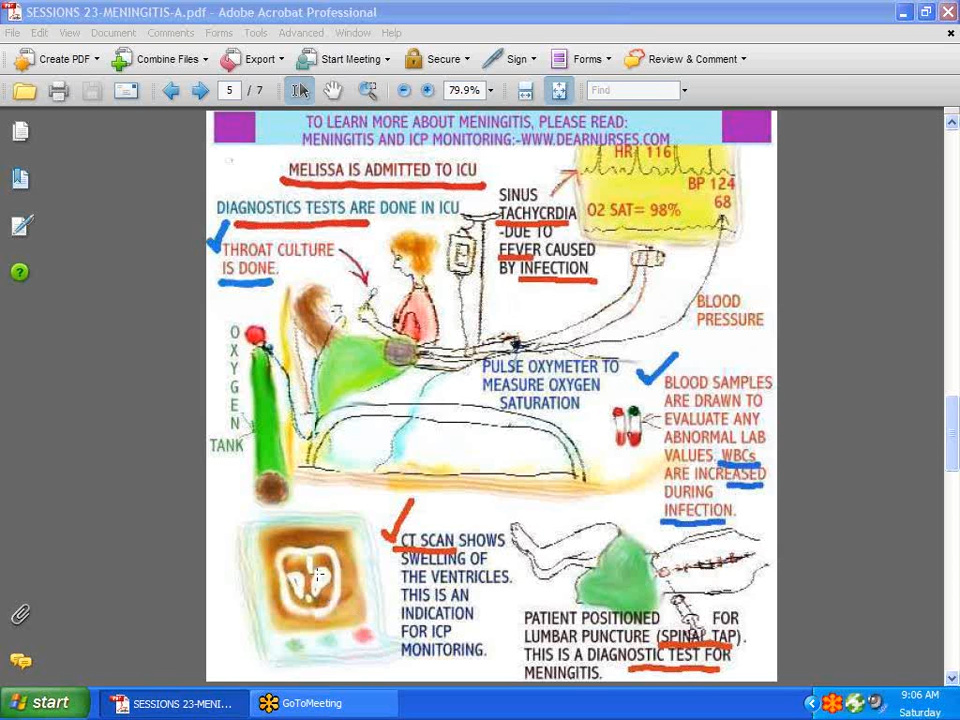 SESSIONS 23-MENINGITIS-A.pdf - Adobe Acrobat Professional
File Edit View Document Comments Forms Tools Advanced Window Help
Create PDF Combine Files Export Start Meeting Secure Sign Forms Review & Comment
5 / 7 79.9% Find
TO LEARN MORE ABOUT MENINGITIS, PLEASE READ:
MENINGITIS AND ICP MONITORING:-WWW.DEARNURSES.COM
MELISSA IS ADMITTED TO ICU
DIAGNOSTICS TESTS ARE DONE IN ICU
THROAT CULTURE
IS DONE.
SINUS
TACHYCRDIA
-DUE TO
FEVER CAUSED
BY INFECTION
HR 116
BP 124
68
O2 SAT= 98%
BLOOD
PRESSURE
OXYGEN
TANK
PULSE OXYMETER TO
MEASURE OXYGEN
SATURATION
BLOOD SAMPLES
ARE DRAWN TO
EVALUATE ANY
ABNORMAL LAB
VALUES. WBCs
ARE INCREASED
DURING
INFECTION.
CT SCAN SHOWS
SWELLING OF
THE VENTRICLES.
THIS IS AN
INDICATION
FOR ICP
MONITORING.
PATIENT POSITIONED FOR
LUMBAR PUNCTURE (SPINAL TAP).
THIS IS A DIAGNOSTIC TEST FOR
MENINGITIS.
start SESSIONS 23-MENI... GoToMeeting 9:06 AM
Saturday